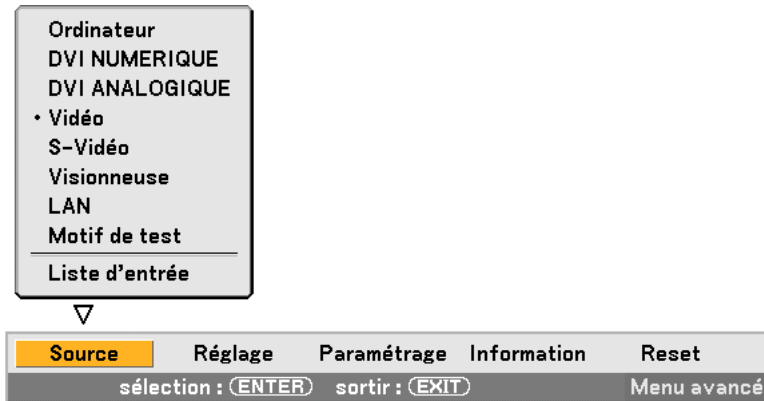 Ordinateur
DVI NUMERIQUE
DVI ANALOGIQUE
• Vidéo
S-Vidéo
Visionneuse
LAN
Motif de test
Liste d'entrée
Source Réglage Paramétrage Information Reset
sélection : ENTER sortir : EXIT Menu avancé